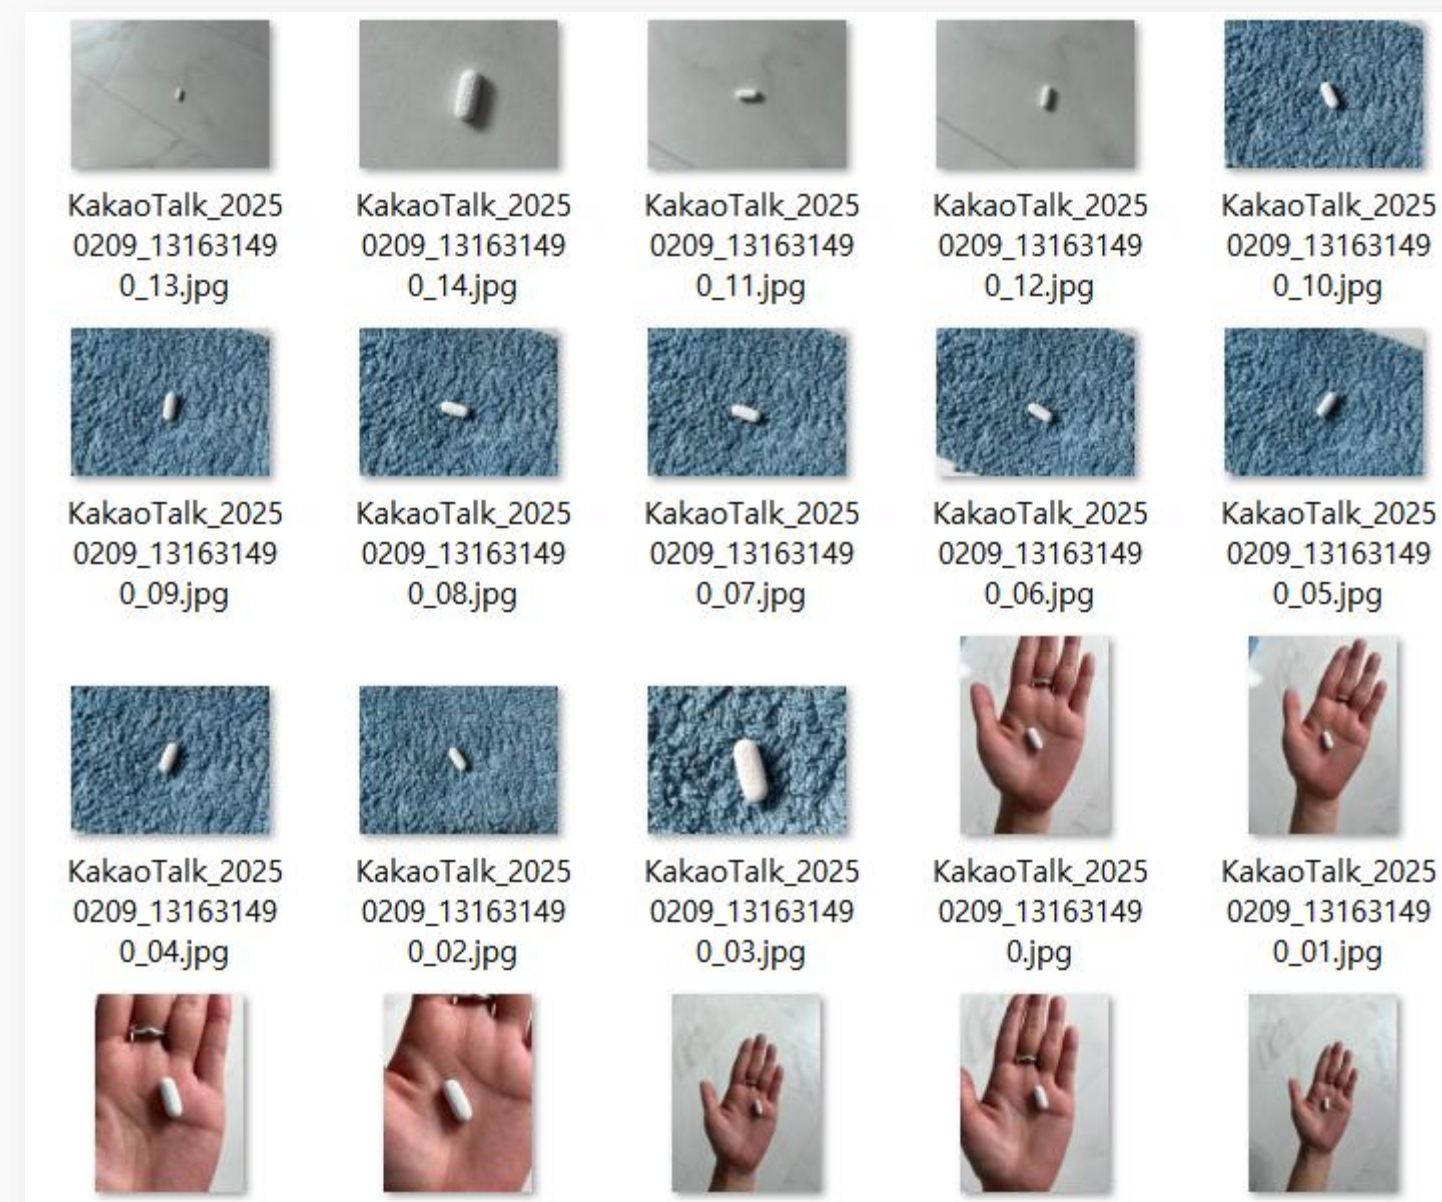 KakaoTalk_2025 KakaoTalk_2025 KakaoTalk_2025 KakaoTalk_2025 KakaoTalk_2025
0209_13163149 0209_13163149 0209_13163149 0209_13163149 0209_13163149
0_13.jpg 0_14.jpg 0_11.jpg 0_12.jpg 0_10.jpg
KakaoTalk_2025 KakaoTalk_2025 KakaoTalk_2025 KakaoTalk_2025 KakaoTalk_2025
0209_13163149 0209_13163149 0209_13163149 0209_13163149 0209_13163149
0_09.jpg 0_08.jpg 0_07.jpg 0_06.jpg 0_05.jpg
KakaoTalk_2025 KakaoTalk_2025 KakaoTalk_2025 KakaoTalk_2025 KakaoTalk_2025
0209_13163149 0209_13163149 0209_13163149 0209_13163149 0209_13163149
0_04.jpg 0_02.jpg 0_03.jpg 0.jpg 0_01.jpg